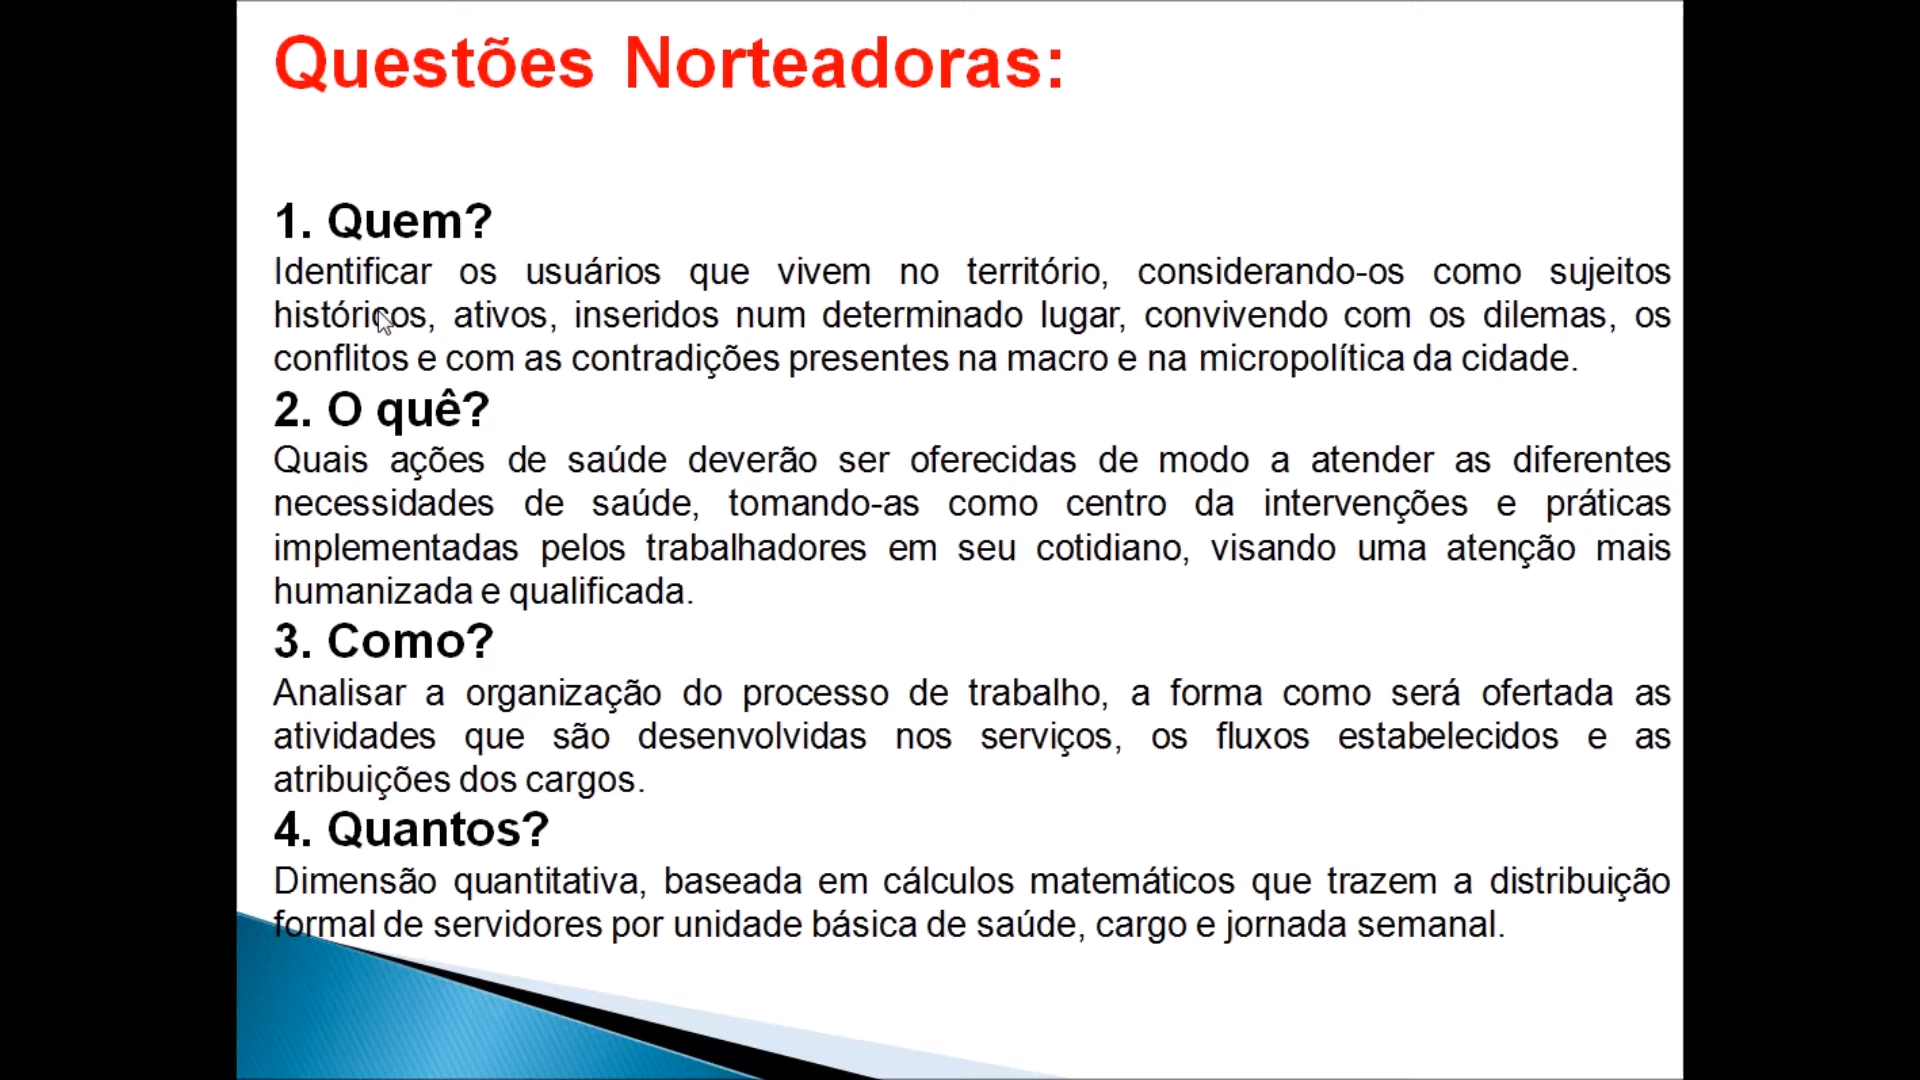 Questões Norteadoras:
1. Quem?
Identificar os usuários que vivem no território, considerando-os como sujeitos
históricos, ativos, inseridos num determinado lugar, convivendo com os dilemas, os
conflitos e com as contradições presentes na macro e na micropolítica da cidade.
2. O quê?
Quais ações de saúde deverão ser oferecidas de modo a atender as diferentes
necessidades de saúde, tomando-as como centro da intervenções e práticas
implementadas pelos trabalhadores em seu cotidiano, visando uma atenção mais
humanizada e qualificada.
3. Como?
Analisar a organização do processo de trabalho, a forma como será ofertada as
atividades que são desenvolvidas nos serviços, os fluxos estabelecidos e as
atribuições dos cargos.
4. Quantos?
Dimensão quantitativa, baseada em cálculos matemáticos que trazem a distribuição
formal de servidores por unidade básica de saúde, cargo e jornada semanal.